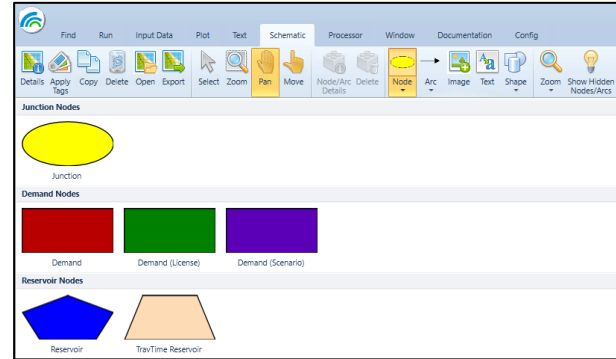 Find Run Input Data Plot Text Schematic Processor Window Documentation Config
Details Apply Tags Copy Delete Open Export Select Zoom Pan Move Node/Arc Details Delete Node Arc Image Text Shape Zoom Show Hidden Nodes/Arcs
Junction Nodes
Junction
Demand Nodes
Demand Demand (License) Demand (Scenario)
Reservoir Nodes
Reservoir TravTime Reservoir